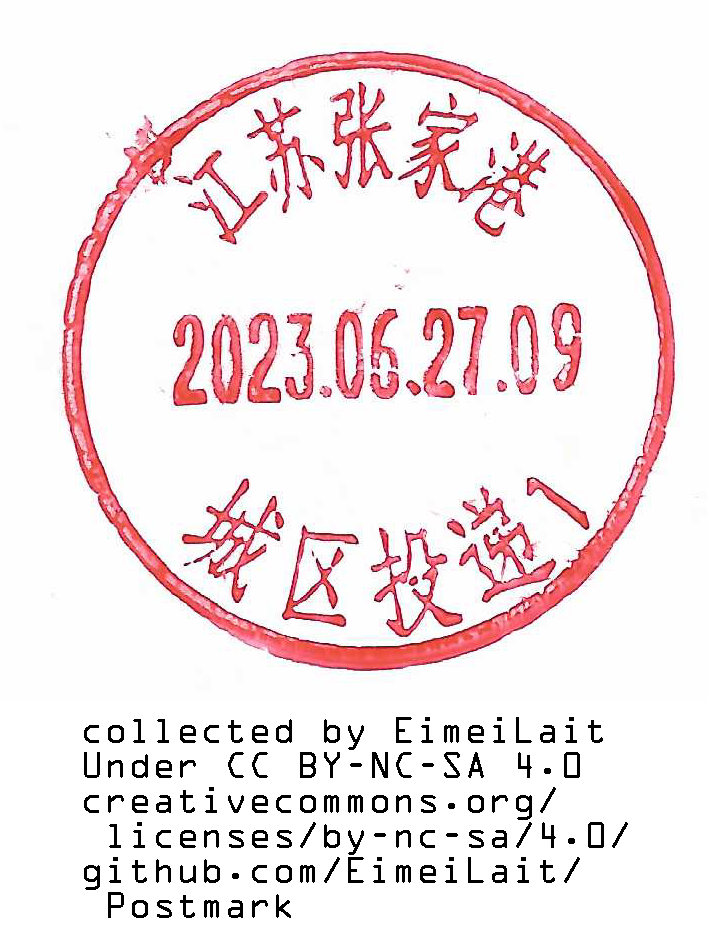 江苏张家港
2023.06.27.09
城区投递1
collected by EimeiLait
Under CC BY-NC-SA 4.0
creativecommons.org/
licenses/by-nc-sa/4.0/
github.com/EimeiLait/
Postmark